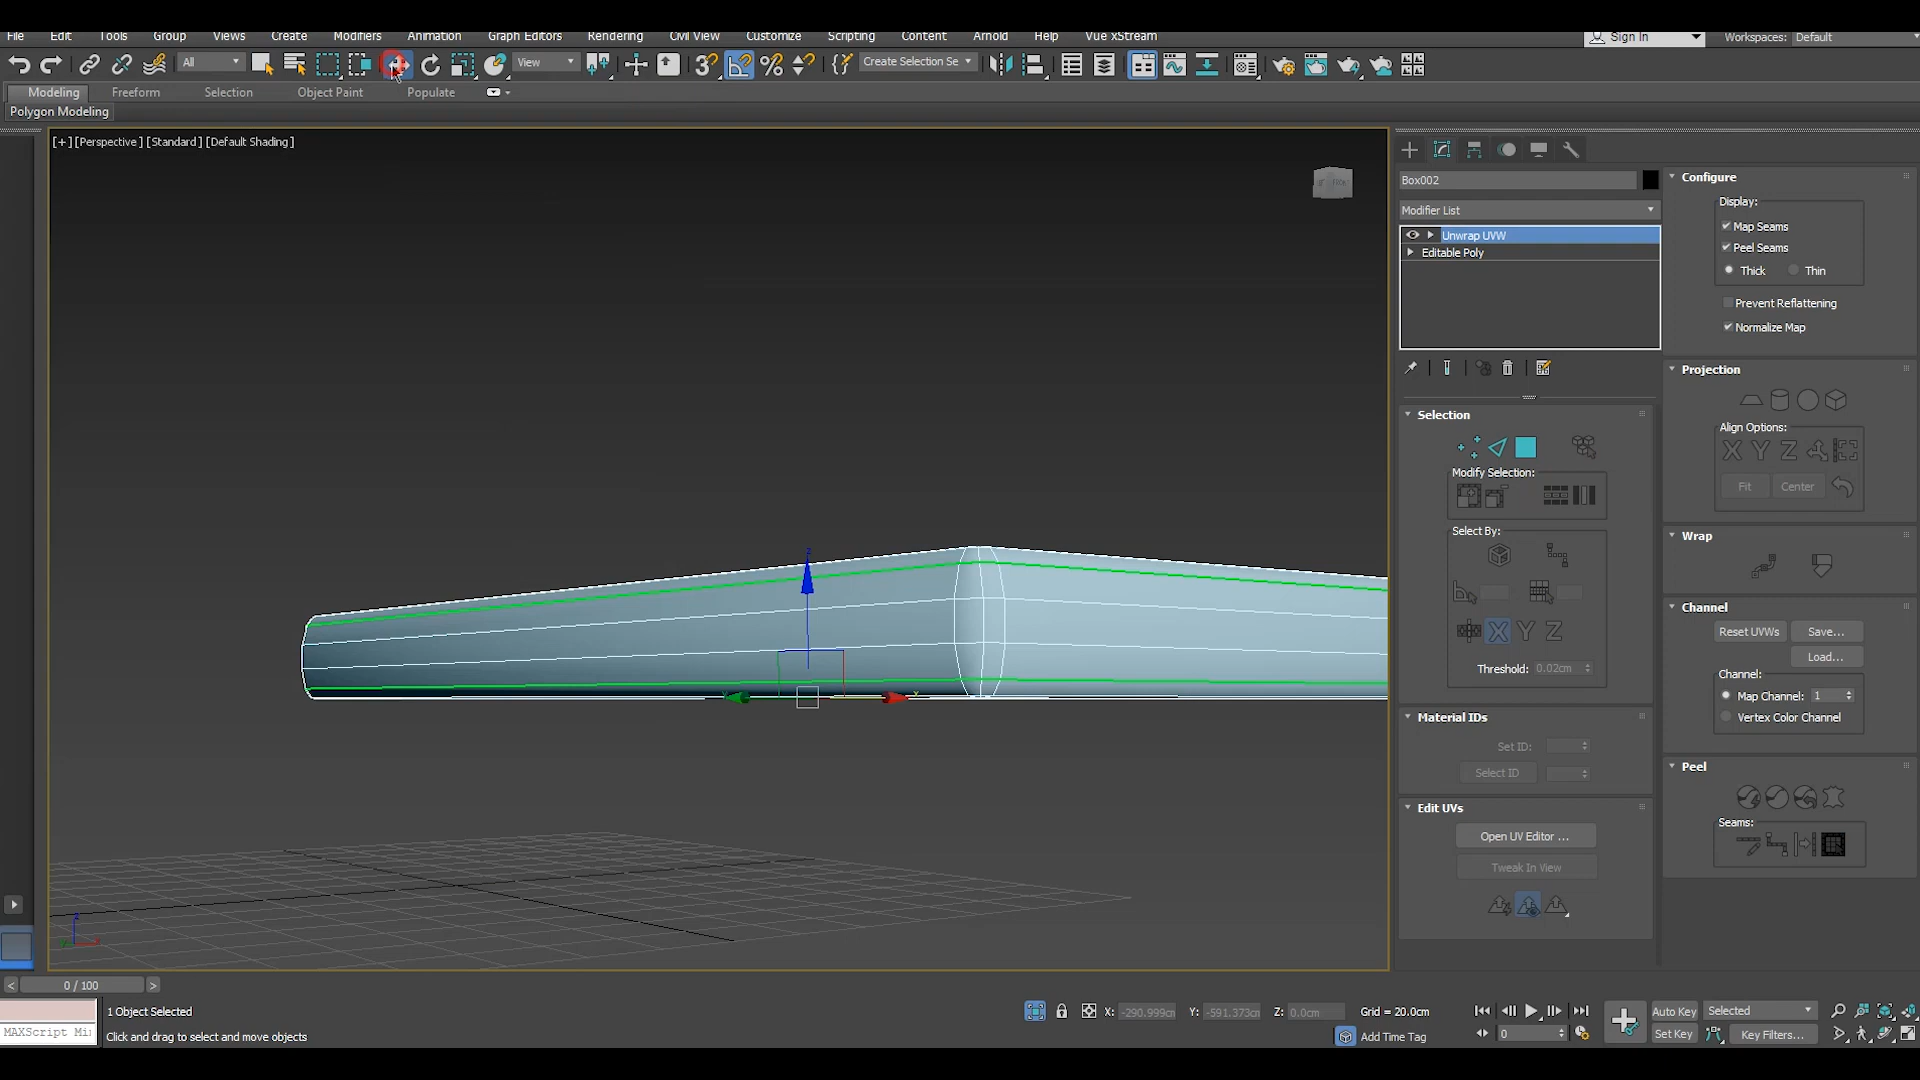 File Edit Tools Group Views Create Modifiers Animation Graph Editors Rendering Civil View Customize Scripting Content Arnold Help Vue xStream
Sign In Workspaces: Default
All View Create Selection Se
Modeling Freeform Selection Object Paint Populate
Polygon Modeling
[+] [Perspective ] [Standard ] [Default Shading ]
Box002
Modifier List
Unwrap UVW
Editable Poly
Selection
Modify Selection:
Select By:
X Y Z
Threshold: 0.02cm
Material IDs
Set ID:
Select ID
Edit UVs
Open UV Editor ...
Tweak In View
Configure
Display:
Map Seams
Peel Seams
Thick Thin
Prevent Reflattening
Normalize Map
Projection
Align Options:
X Y Z
Fit Center
Wrap
Channel
Reset UVWs Save...
Load...
Channel:
Map Channel: 1
Vertex Color Channel
Peel
Seams:
< 0 / 100 >
1 Object Selected
MAXScript Mi
Click and drag to select and move objects
X: -290.999cm Y: -591.373cm Z: 0.0cm Grid = 20.0cm
Add Time Tag
0
Auto Key Selected
Set Key Key Filters...